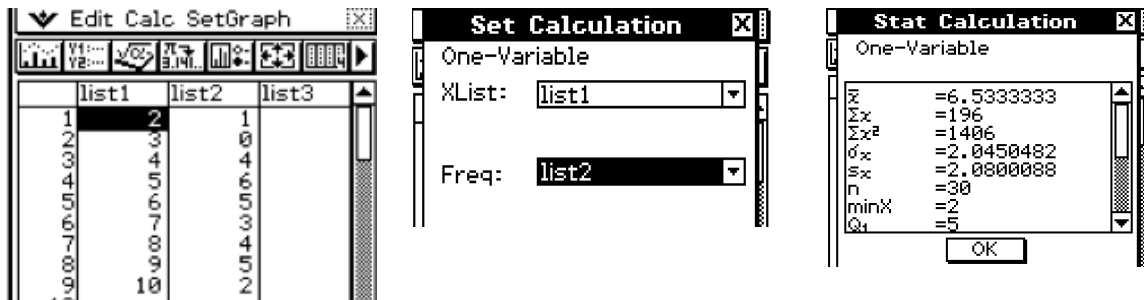 Edit Calc SetGraph
list1 list2 list3
1 2 1
2 3 0
3 4 4
4 5 6
5 6 5
6 7 3
7 8 4
8 9 5
9 10 2
Set Calculation
One-Variable
XList: list1
Freq: list2
Stat Calculation
One-Variable
x̄ =6.5333333
Σx =196
Σx² =1406
σx =2.0450482
sx =2.0800088
n =30
minX =2
Q₁ =5
OK